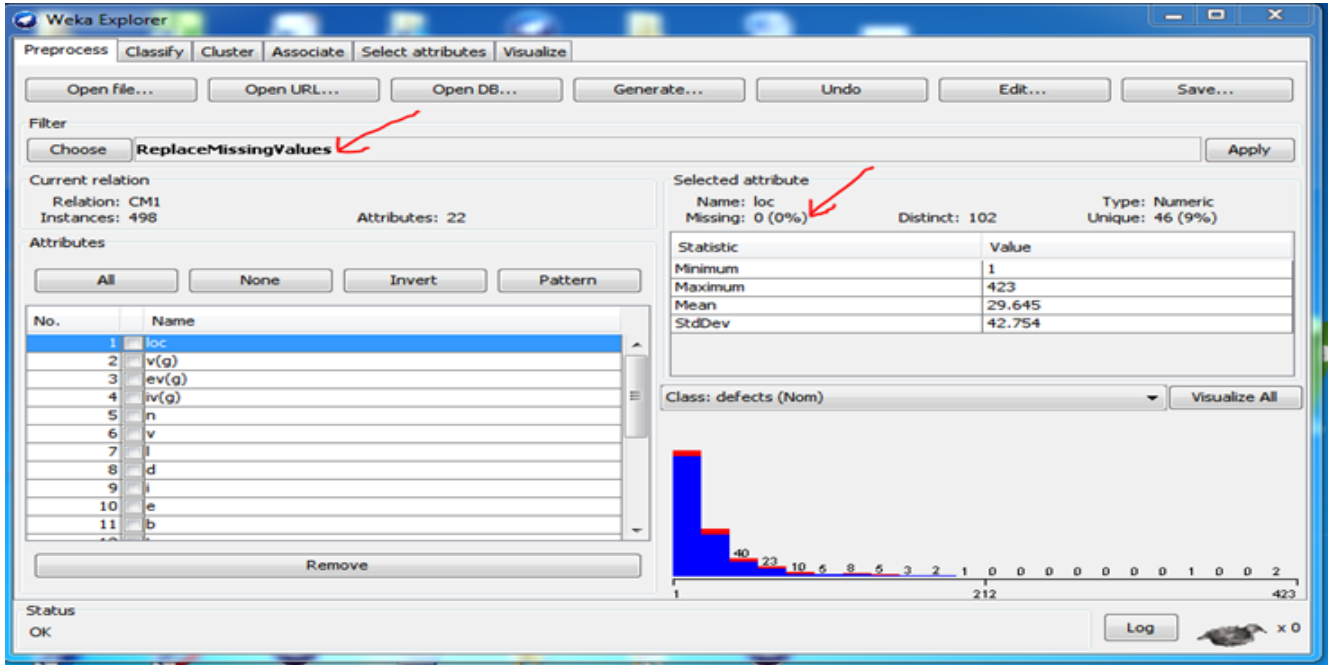 Weka Explorer
Preprocess Classify Cluster Associate Select attributes Visualize
Open file... Open URL... Open DB... Generate... Undo Edit... Save...
Filter
Choose ReplaceMissingValues Apply
Current relation
Relation: CM1
Instances: 498 Attributes: 22
Attributes
All None Invert Pattern
No. Name
1 loc
2 v(g)
3 ev(g)
4 iv(g)
5 n
6 v
7 l
8 d
9 i
10 e
11 b
Remove
Selected attribute
Name: loc Type: Numeric
Missing: 0 (0%) Distinct: 102 Unique: 46 (9%)
Statistic Value
Minimum 1
Maximum 423
Mean 29.645
StdDev 42.754
Class: defects (Nom) Visualize All
40 23 10 6 8 5 3 2 1 0 0 0 0 0 0 0 1 0 0 2
1 212 423
Status
OK Log x 0